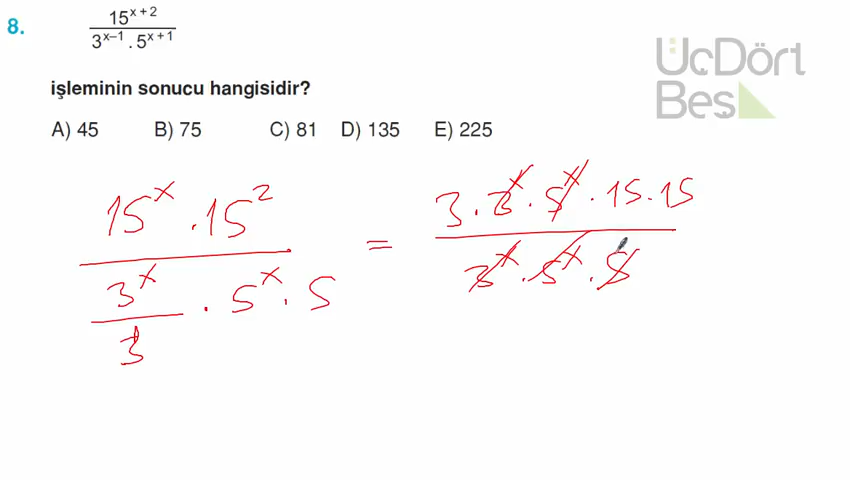 8. 15^(x+2) / 3^(x–1) . 5^(x+1)
işleminin sonucu hangisidir?
A) 45 B) 75 C) 81 D) 135 E) 225
ÜçDört
Beş
15^x . 15^2 / (3^x / 3) . 5^x . 5 = 3 . 3^x . 5^x . 15 . 15 / 3^x . 5^x . 5